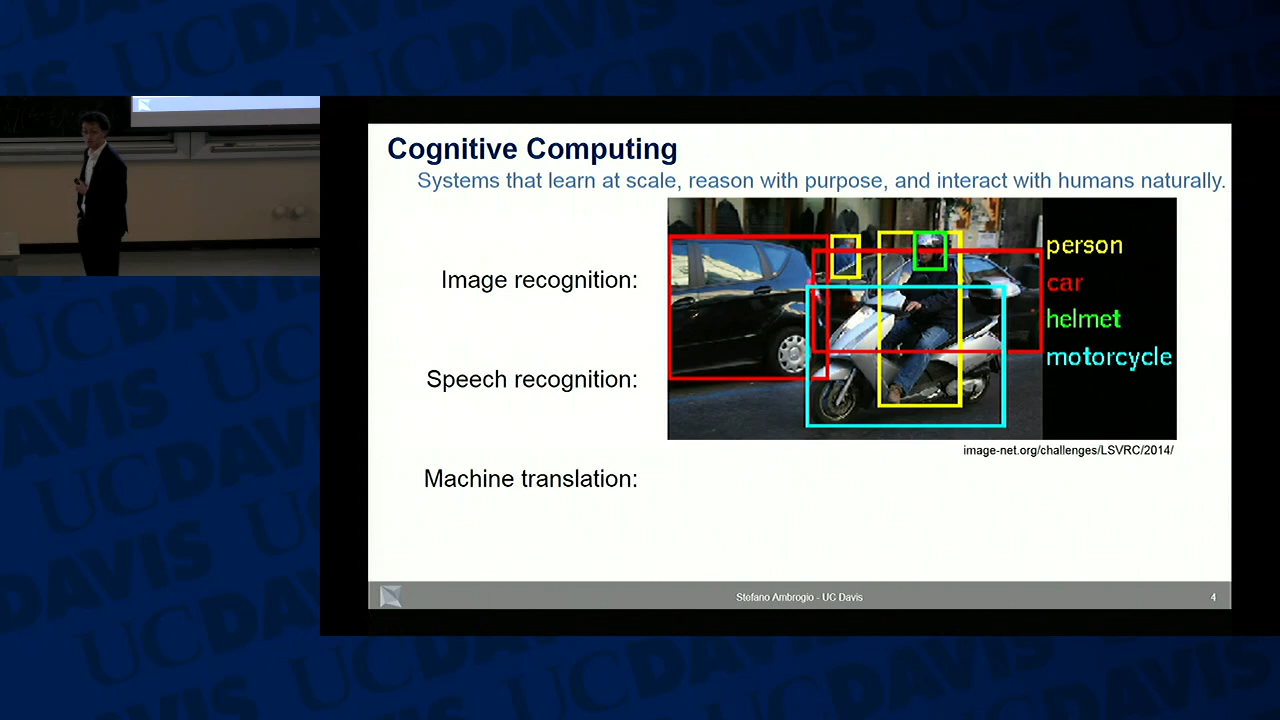 Cognitive Computing
Systems that learn at scale, reason with purpose, and interact with humans naturally.
person
Image recognition:
car
helmet
motorcycle
Speech recognition:
image-net.org/challenges/LSVRC/2014/
Machine translation:
Stefano Ambrogio - UC Davis
4
UCDAVIS